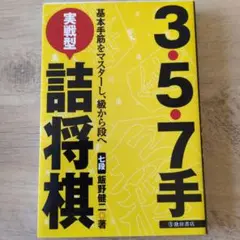 3・5・7手
基本手筋をマスターし、級から段へ
七段 飯野健二・著
実戦型
詰将棋
池田書店